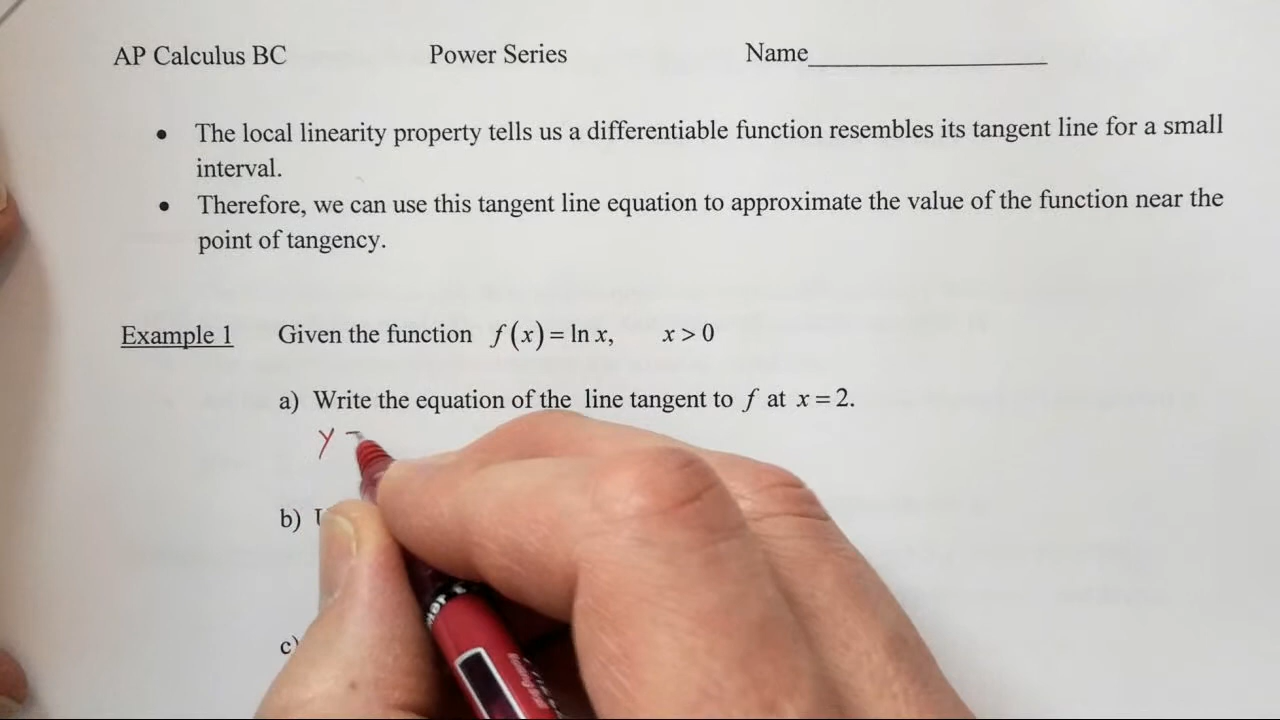 AP Calculus BC Power Series Name
• The local linearity property tells us a differentiable function resembles its tangent line for a small
interval.
• Therefore, we can use this tangent line equation to approximate the value of the function near the
point of tangency.
Example 1 Given the function f(x) = ln x, x > 0
a) Write the equation of the line tangent to f at x = 2.
y
b)
c)